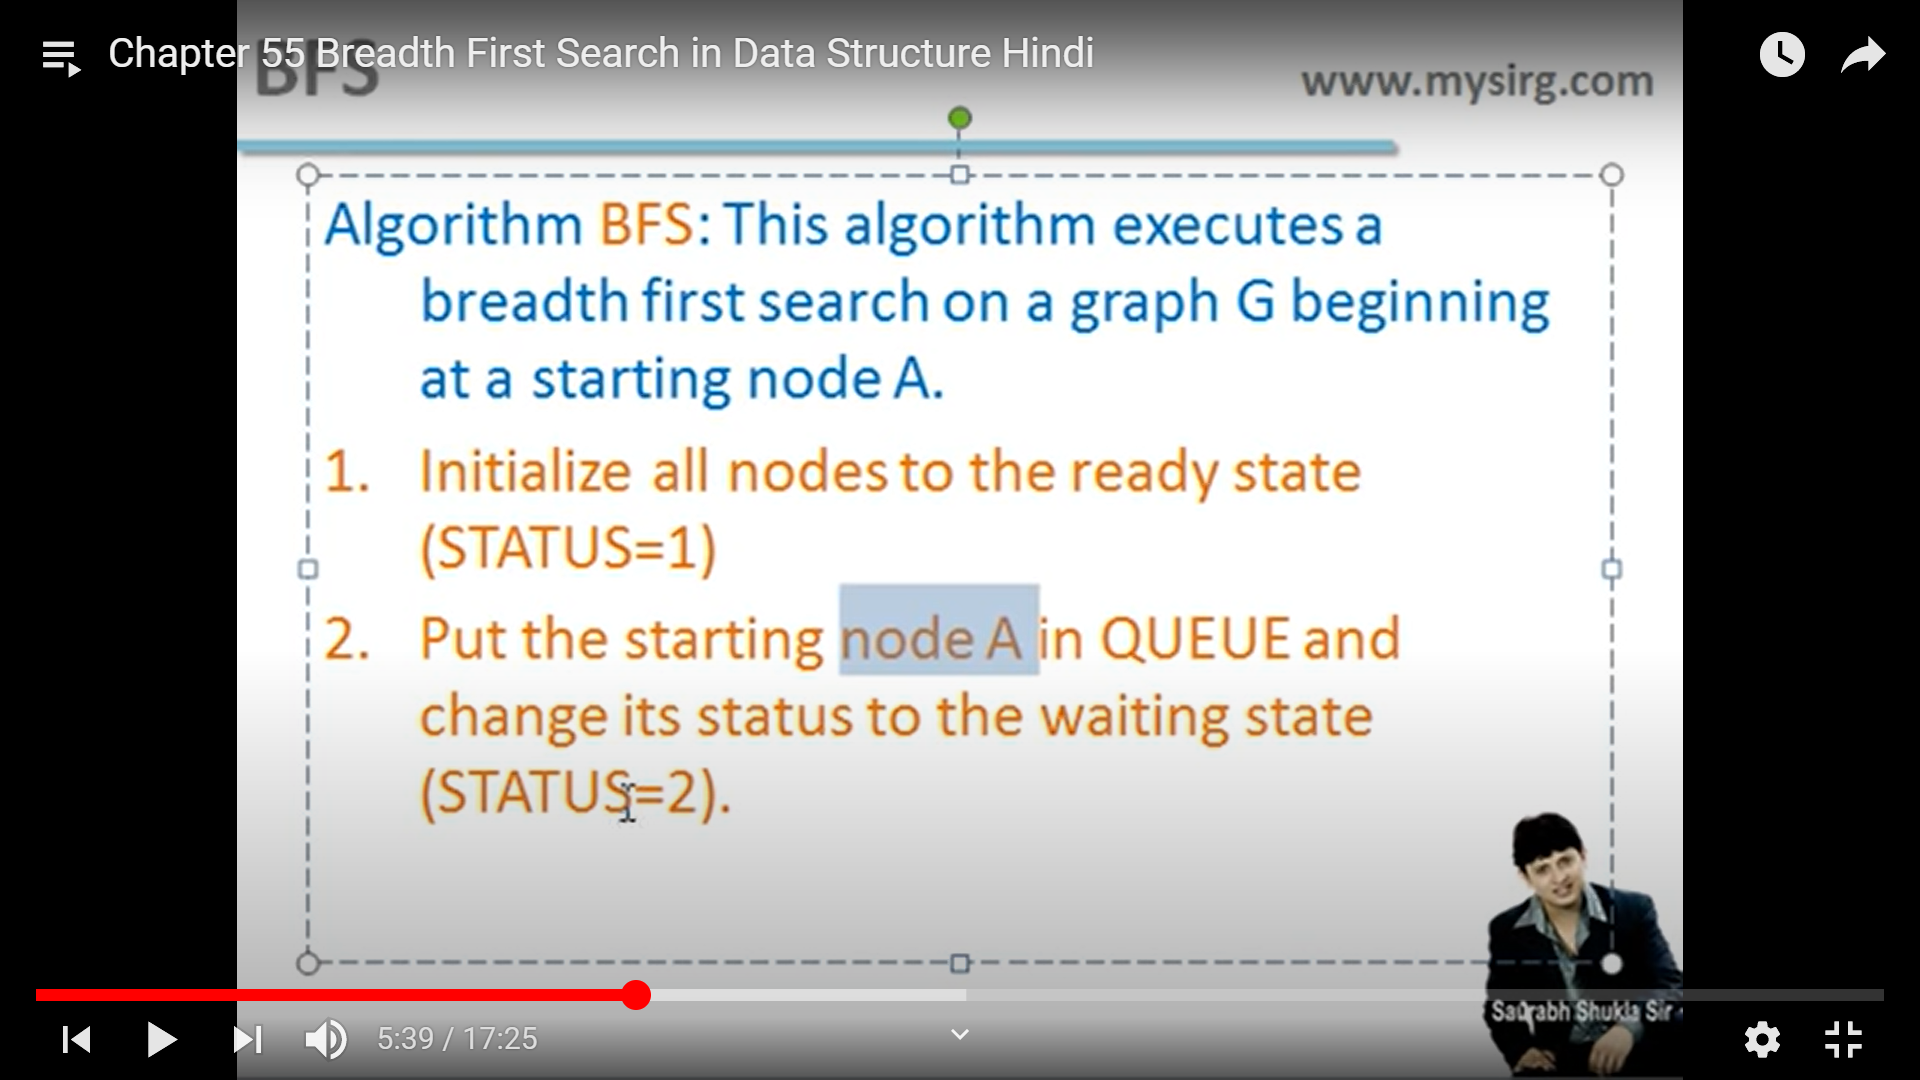 Chapter 55 Breadth First Search in Data Structure Hindi
BFS
www.mysirg.com
Algorithm BFS: This algorithm executes a
breadth first search on a graph G beginning
at a starting node A.
1. Initialize all nodes to the ready state
(STATUS=1)
2. Put the starting node A in QUEUE and
change its status to the waiting state
(STATUS=2).
Saurabh Shukla Sir
5:39 / 17:25